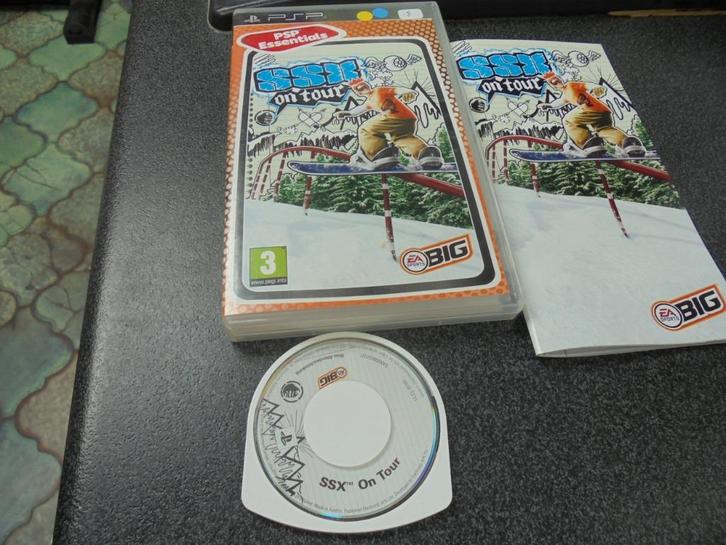 PSP
PSP
Essentials
SSX
on tour
3
www.pegi.info
EA
SPORTS
BIG
SSX
on tour
EA
SPORTS
BIG
BIG
SSX™ On Tour